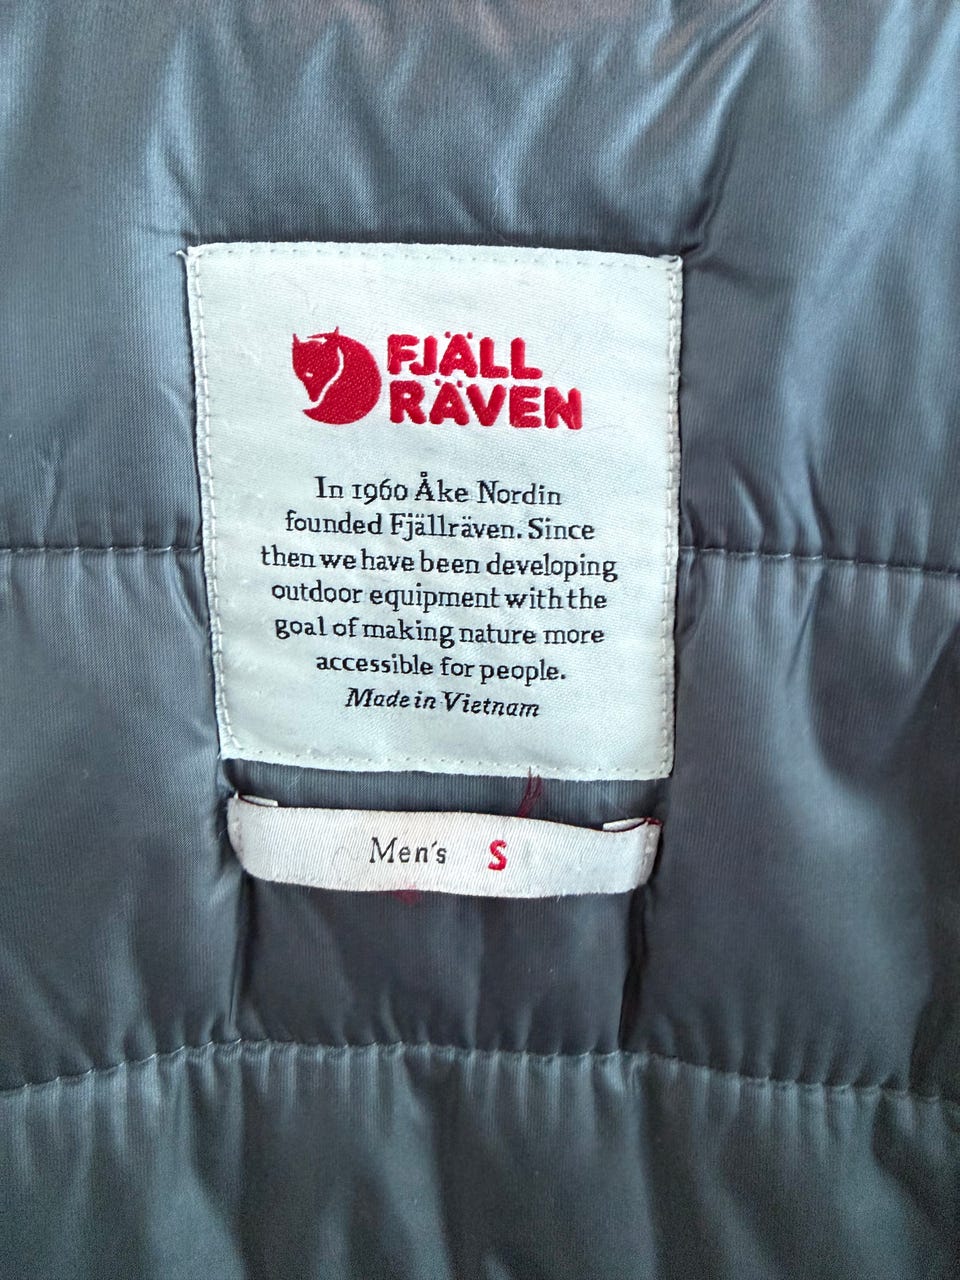 FJÄLL
RÄVEN
In 1960 Åke Nordin
founded Fjällräven. Since
then we have been developing
outdoor equipment with the
goal of making nature more
accessible for people.
Made in Vietnam
Men's S